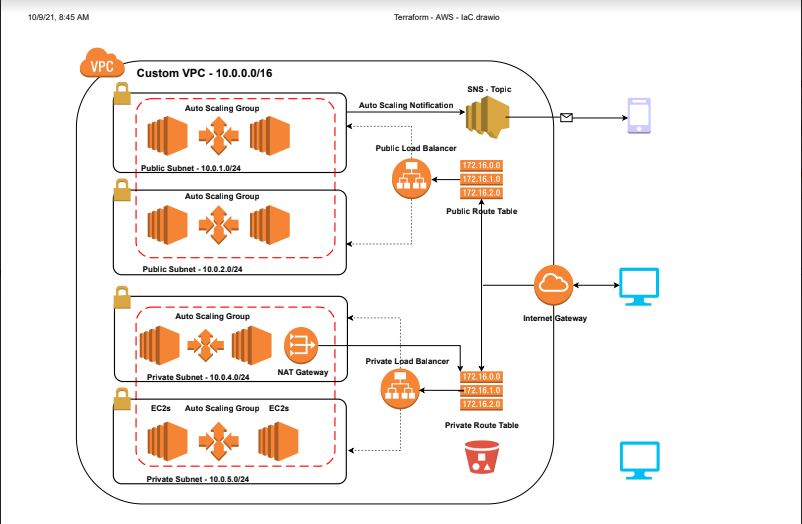 10/9/21, 8:45 AM
Terraform - AWS - IaC.drawio
VPC
Custom VPC - 10.0.0.0/16
SNS - Topic
Auto Scaling Group
Auto Scaling Notification
Public Subnet - 10.0.1.0/24
Public Load Balancer
172.16.0.0
172.16.1.0
172.16.2.0
Public Route Table
Auto Scaling Group
Public Subnet - 10.0.2.0/24
Internet Gateway
Auto Scaling Group
NAT Gateway
Private Subnet - 10.0.4.0/24
Private Load Balancer
172.16.0.0
172.16.1.0
172.16.2.0
Private Route Table
EC2s
Auto Scaling Group
EC2s
Private Subnet - 10.0.5.0/24